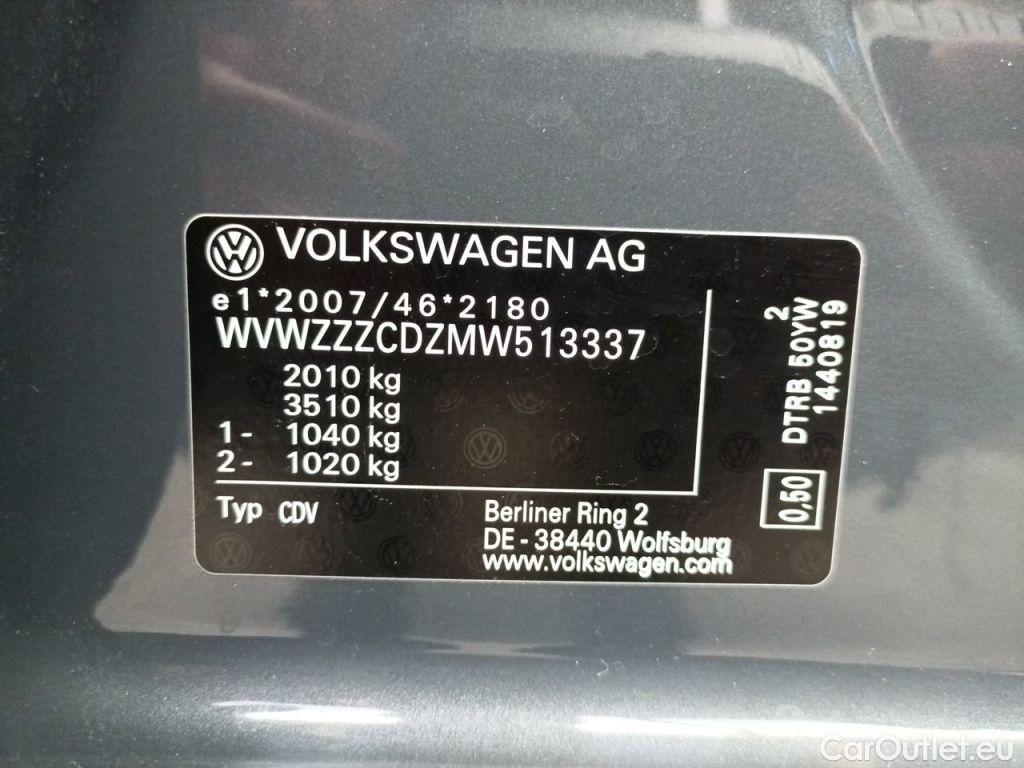 VOLKSWAGEN AG
e1*2007/46*2180
WVWZZZCDZMW513337
2010 kg
3510 kg
1- 1040 kg
2- 1020 kg
Typ CDV
Berliner Ring 2
DE - 38440 Wolfsburg
www.volkswagen.com
2
DTRB 50YW
1440819
0,50
CarOutlet.eu